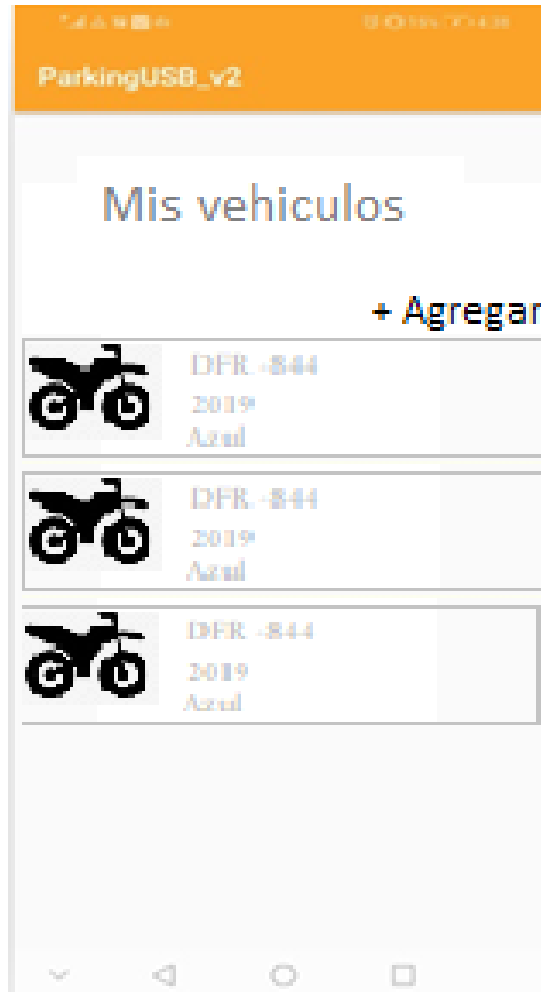 ParkingUSB_v2
Mis vehiculos
+ Agregar
DFR -844
2019
Azul
DFR -844
2019
Azul
DFR -844
2019
Azul